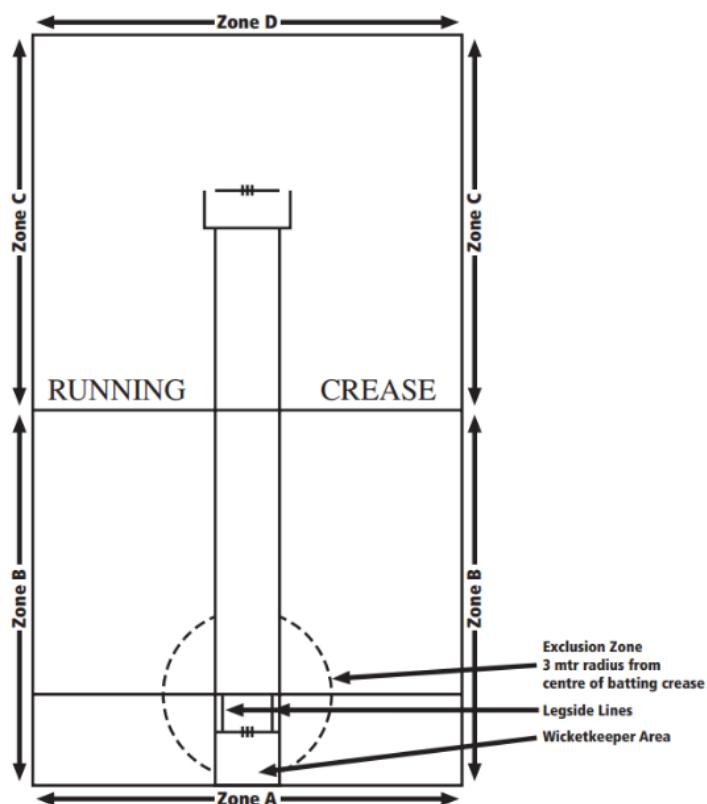 Zone D
Zone C
Zone C
RUNNING CREASE
Zone B
Zone B
Exclusion Zone
3 mtr radius from
centre of batting crease
Legside Lines
Wicketkeeper Area
Zone A